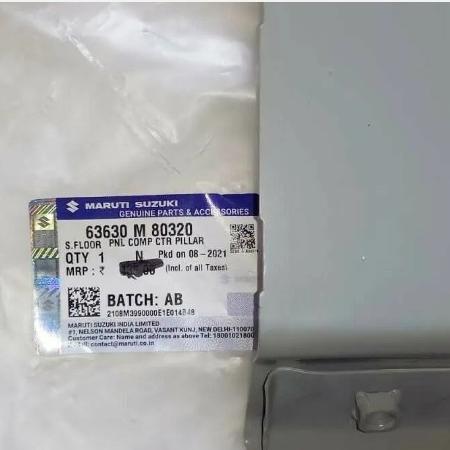 MARUTI SUZUKI
GENUINE PARTS & ACCESSORIES
63630 M 80320
S.FLOOR PNL COMP CTR PILLAR
QTY 1 N Pkd on 08-2021
MRP : ₹ (Incl. of all Taxes)
BATCH: AB
2108M3990000E1E014848
MARUTI SUZUKI INDIA LIMITED
#1, NELSON MANDELA ROAD, VASANT KUNJ, NEW DELHI-110070
Customer Care: Name and address as above Tel: 18001021800
Email: contact@maruti.co.in